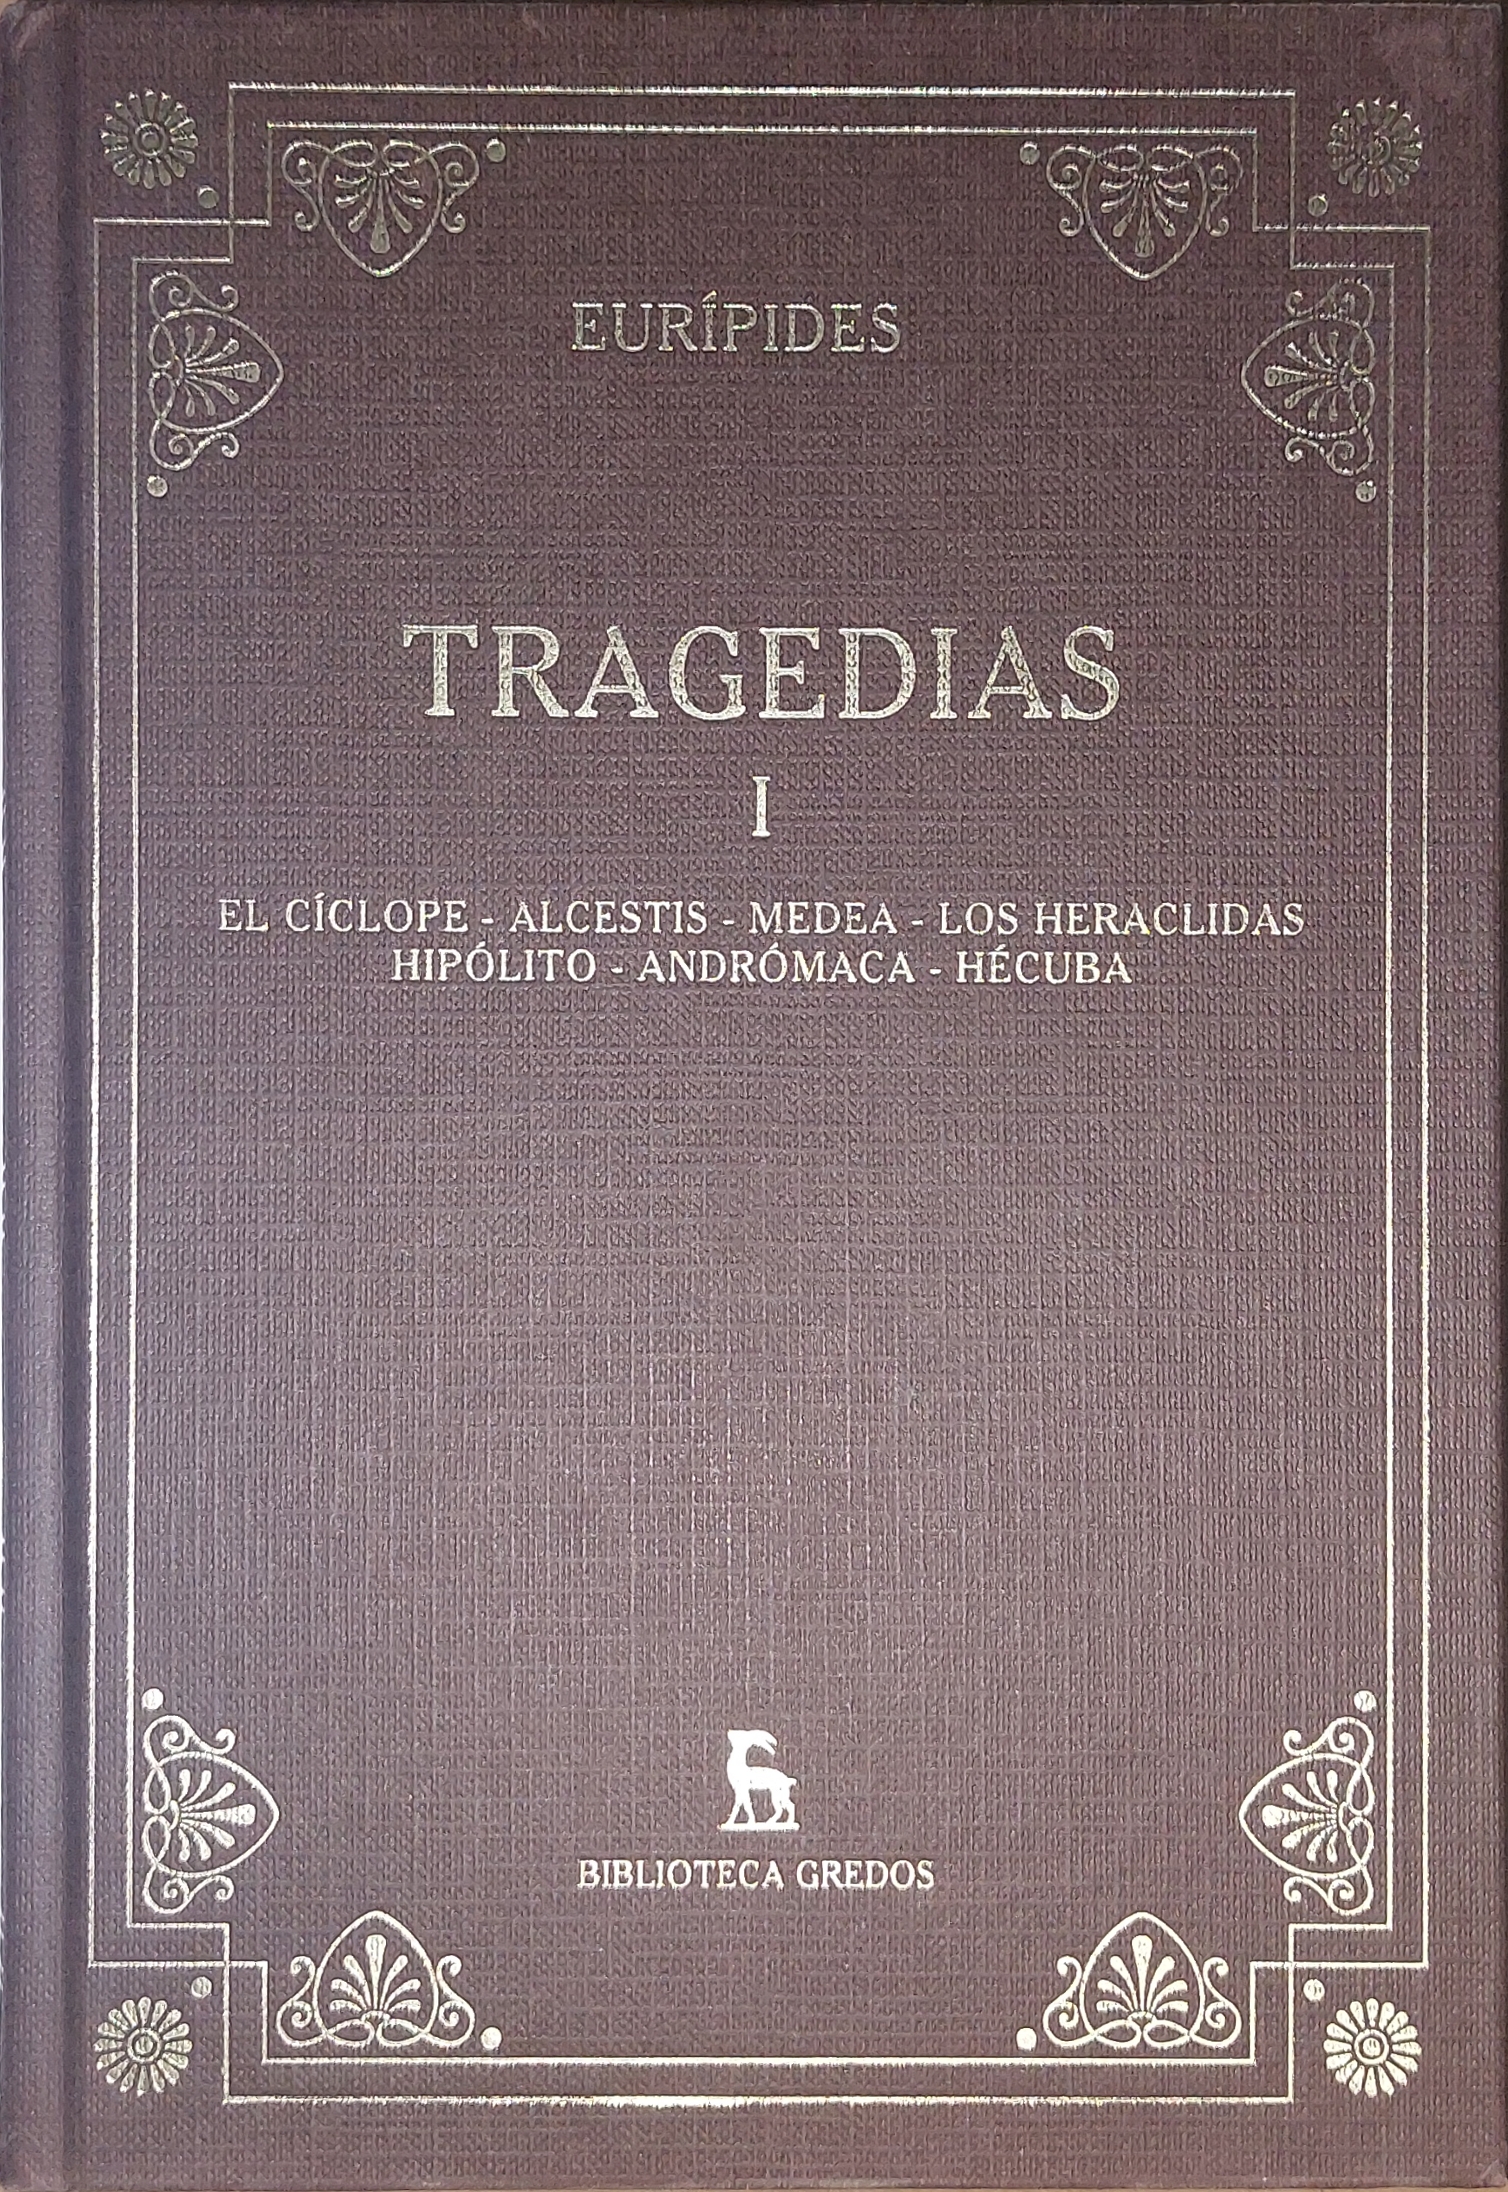 EURÍPIDES
TRAGEDIAS
I
EL CÍCLOPE - ALCESTIS - MEDEA - LOS HERACLIDAS
HIPÓLITO - ANDRÓMACA - HÉCUBA
BIBLIOTECA GREDOS